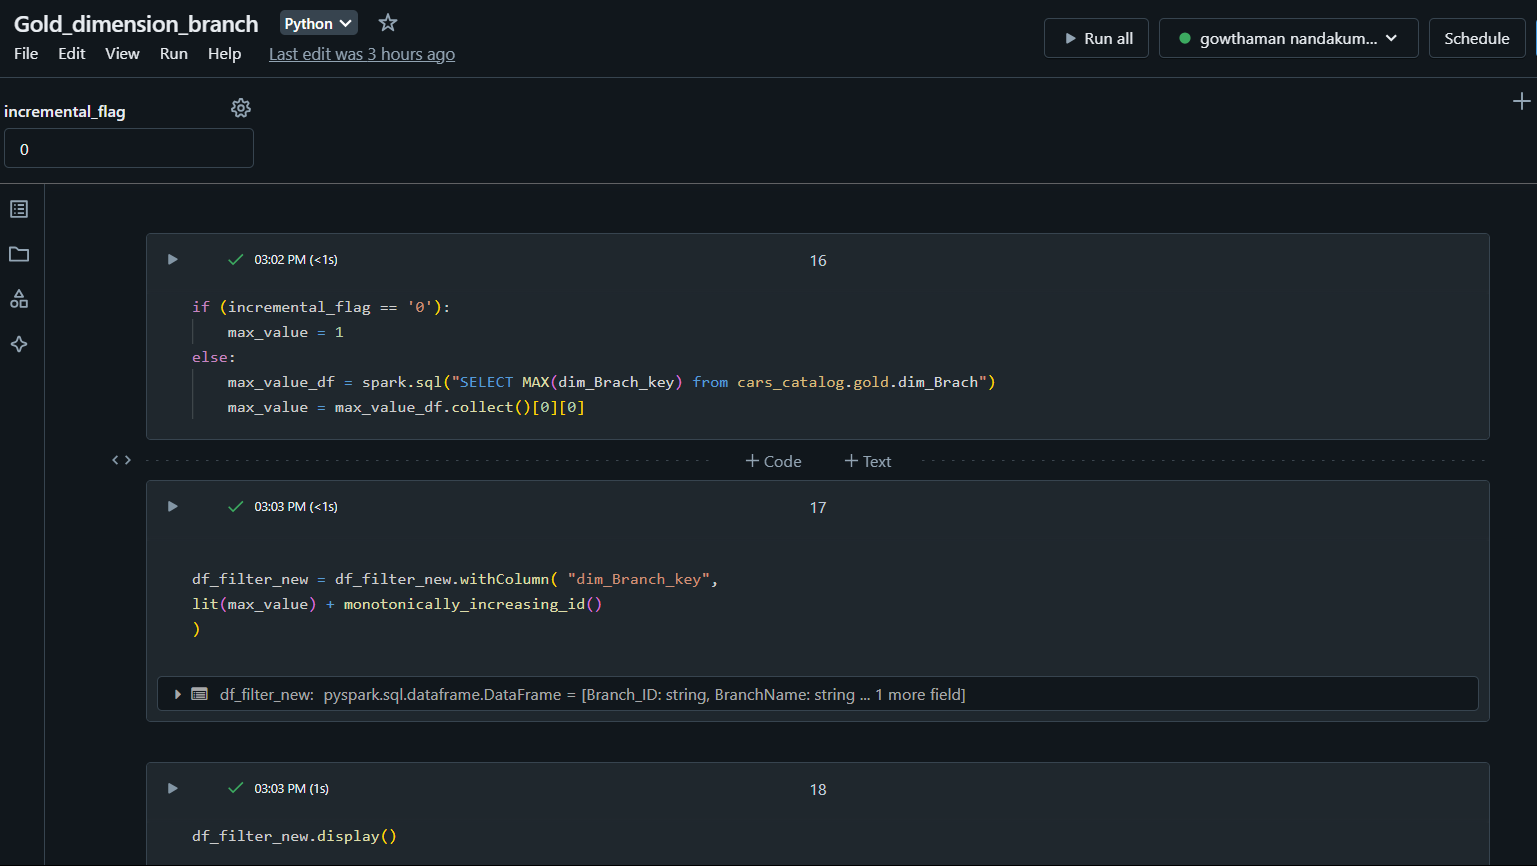 Gold_dimension_branch Python
File Edit View Run Help Last edit was 3 hours ago
Run all gowthaman nandakum... Schedule
incremental_flag
0
03:02 PM (<1s) 16
if (incremental_flag == '0'):
max_value = 1
else:
max_value_df = spark.sql("SELECT MAX(dim_Brach_key) from cars_catalog.gold.dim_Brach")
max_value = max_value_df.collect()[0][0]
+ Code + Text
03:03 PM (<1s) 17
df_filter_new = df_filter_new.withColumn( "dim_Branch_key",
lit(max_value) + monotonically_increasing_id()
)
df_filter_new: pyspark.sql.dataframe.DataFrame = [Branch_ID: string, BranchName: string ... 1 more field]
03:03 PM (1s) 18
df_filter_new.display()